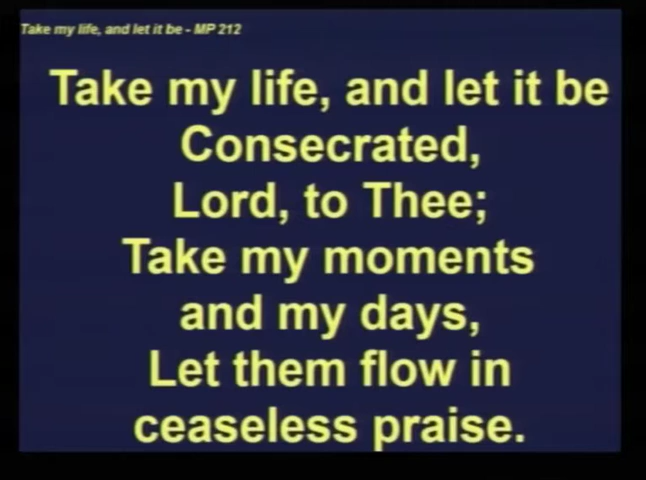 Take my life, and let it be - MP 212
Take my life, and let it be
Consecrated,
Lord, to Thee;
Take my moments
and my days,
Let them flow in
ceaseless praise.